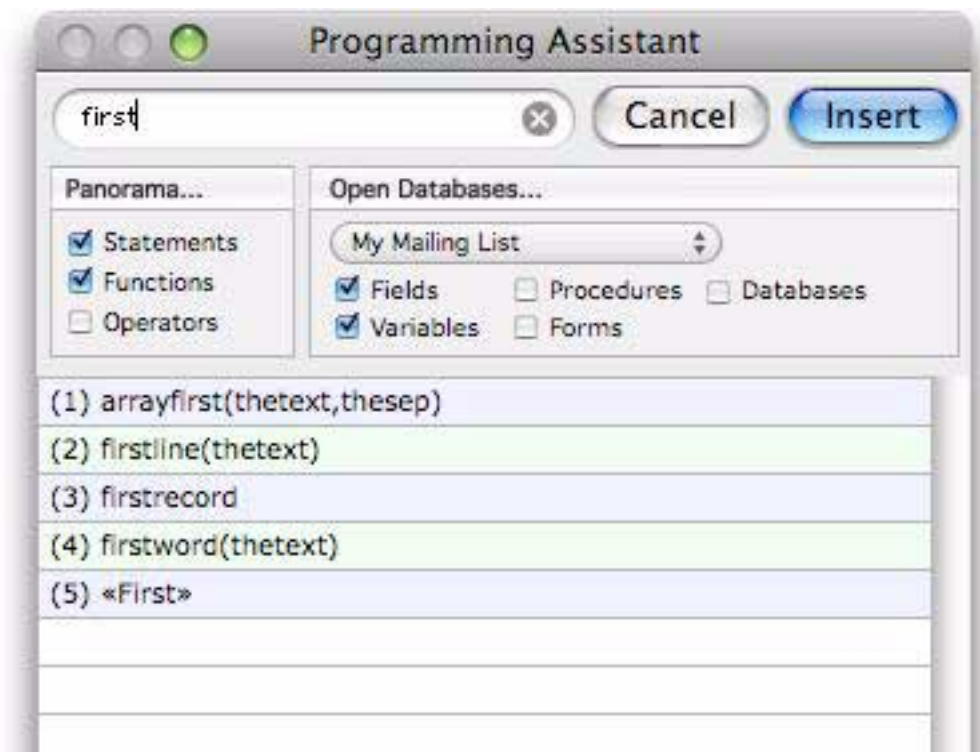 Programming Assistant
first
Cancel
Insert
Panorama...
Statements
Functions
Operators
Open Databases...
My Mailing List
Fields
Procedures
Databases
Variables
Forms
(1) arrayfirst(thetext,thesep)
(2) firstline(thetext)
(3) firstrecord
(4) firstword(thetext)
(5) «First»